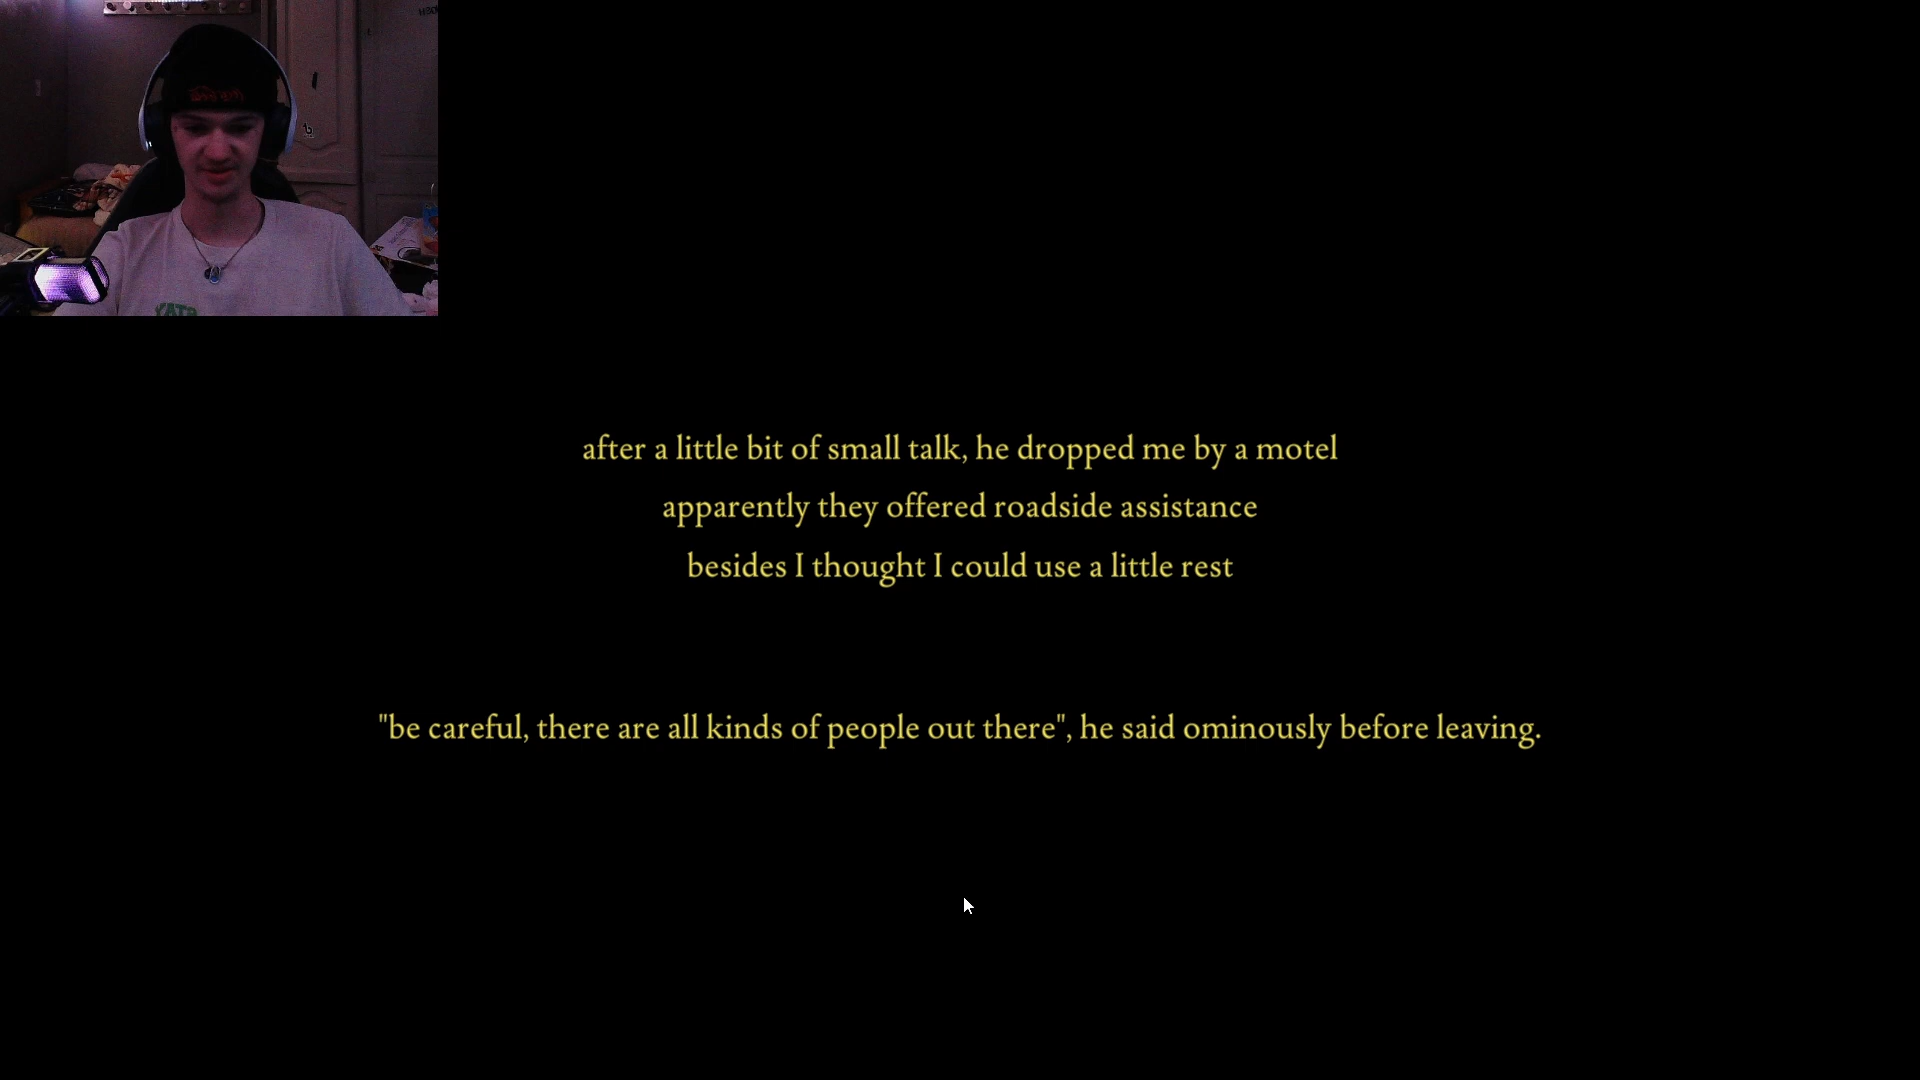 after a little bit of small talk, he dropped me by a motel
apparently they offered roadside assistance
besides I thought I could use a little rest
"be careful, there are all kinds of people out there", he said ominously before leaving.